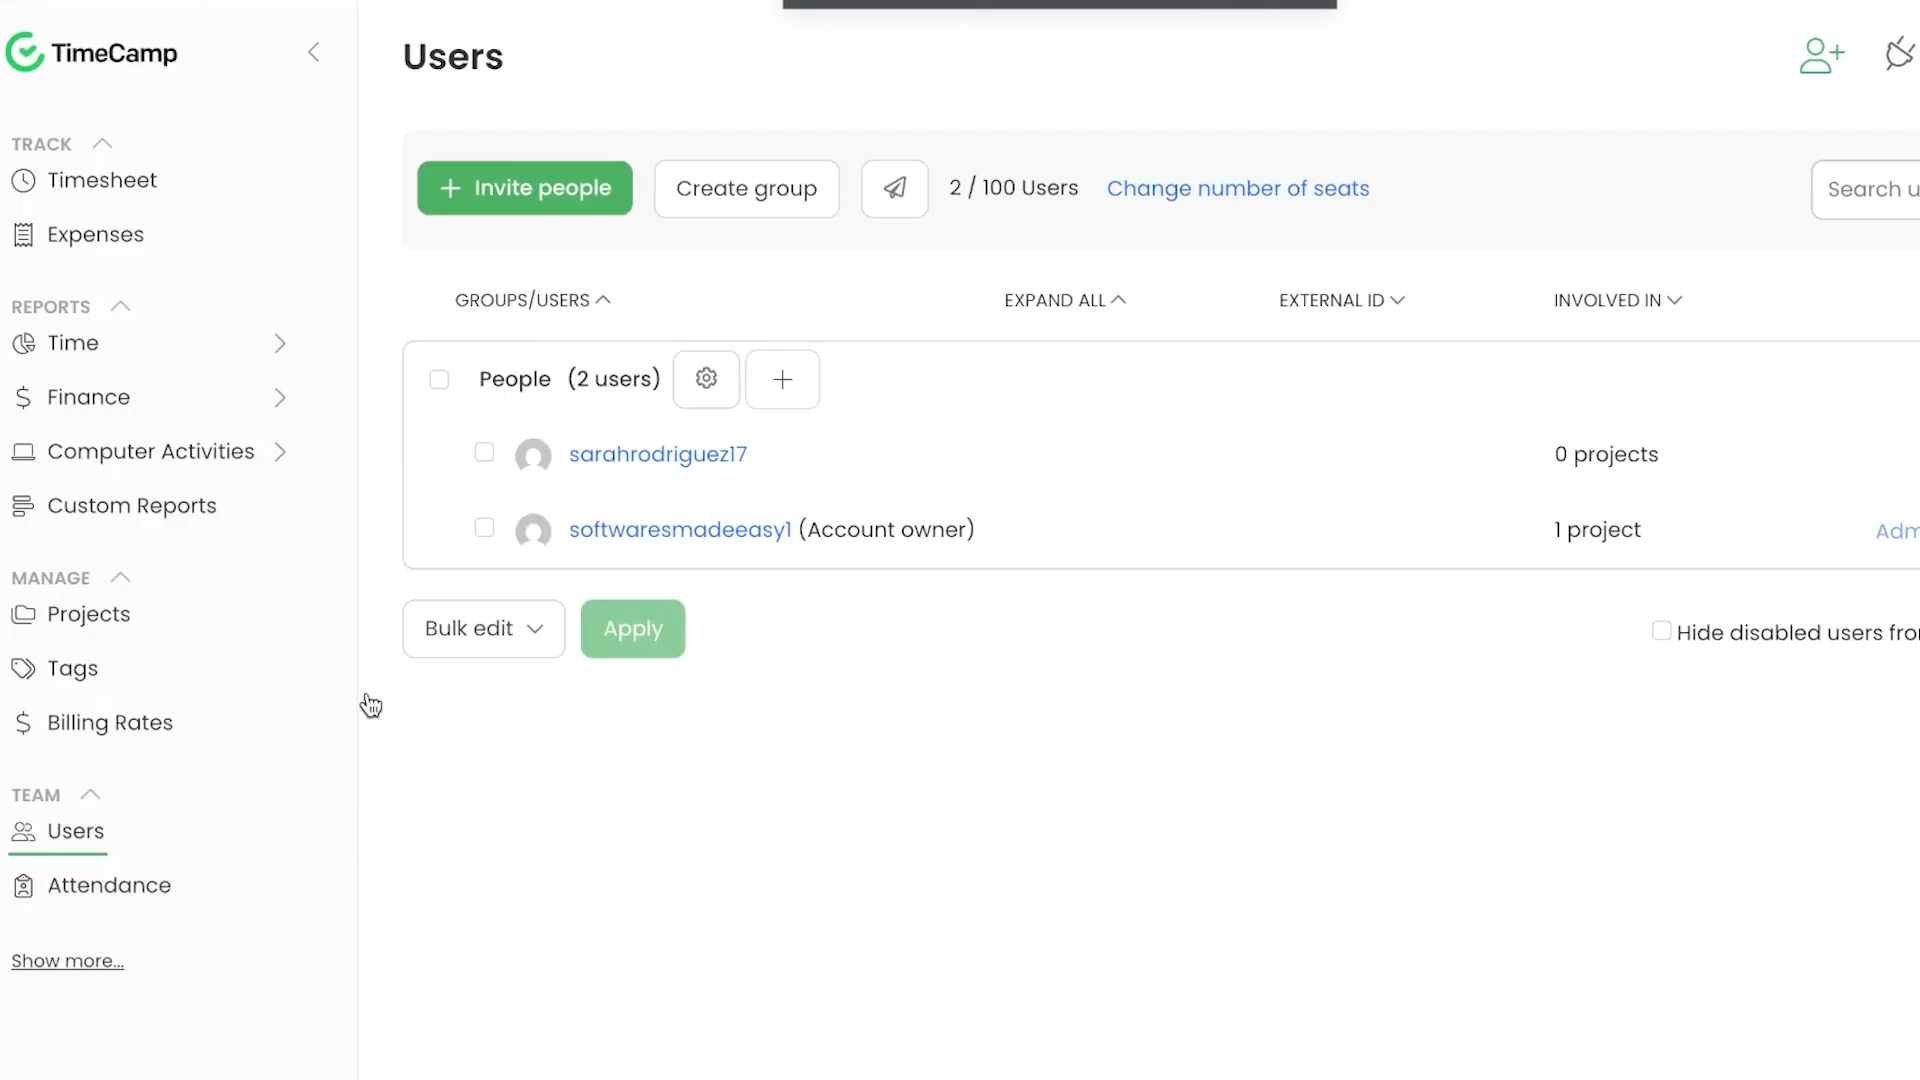 TimeCamp
Users
TRACK
Timesheet
Expenses
REPORTS
Time
Finance
Computer Activities
Custom Reports
MANAGE
Projects
Tags
Billing Rates
TEAM
Users
Attendance
Show more...
+ Invite people
Create group
2 / 100 Users
Change number of seats
Search u
GROUPS/USERS
EXPAND ALL
EXTERNAL ID
INVOLVED IN
People (2 users)
+
sarahrodriguez17
0 projects
softwaresmadeeasy1 (Account owner)
1 project
Adm
Bulk edit
Apply
Hide disabled users fro